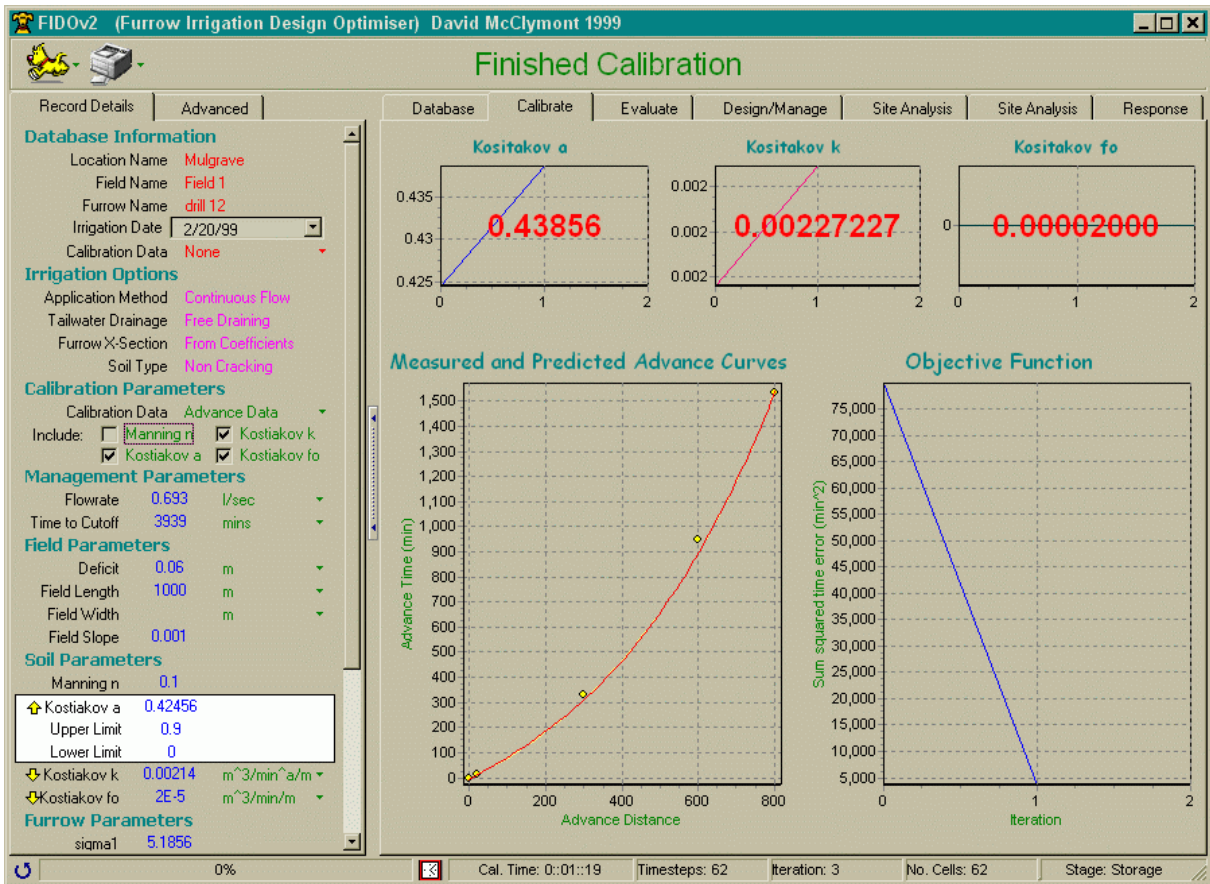 FIDOv2 (Furrow Irrigation Design Optimiser) David McClymont 1999
Finished Calibration
Record Details Advanced
Database Information
Location Name Mulgrave
Field Name Field 1
Furrow Name drill 12
Irrigation Date 2/20/99
Calibration Data None
Irrigation Options
Application Method Continuous Flow
Tailwater Drainage Free Draining
Furrow X-Section From Coefficients
Soil Type Non Cracking
Calibration Parameters
Calibration Data Advance Data
Include: Manning n Kostiakov k
Kostiakov a Kostiakov fo
Management Parameters
Flowrate 0.693 l/sec
Time to Cutoff 3939 mins
Field Parameters
Deficit 0.06 m
Field Length 1000 m
Field Width m
Field Slope 0.001
Soil Parameters
Manning n 0.1
Kostiakov a 0.42456
Upper Limit 0.9
Lower Limit 0
Kostiakov k 0.00214 m^3/min^a/m
Kostiakov fo 2E-5 m^3/min/m
Furrow Parameters
sigma1 5.1856
Database Calibrate Evaluate Design/Manage Site Analysis Site Analysis Response
Kositakov a
0.435
0.43
0.425
0.43856
0 1 2
Kositakov k
0.002
0.002
0.002
0.00227227
0 1 2
Kositakov fo
0
0.00002000
0 1 2
Measured and Predicted Advance Curves
Advance Time (min)
1,500
1,400
1,300
1,200
1,100
1,000
900
800
700
600
500
400
300
200
100
0
0 200 400 600 800
Advance Distance
Objective Function
Sum squared time error (min^2)
75,000
70,000
65,000
60,000
55,000
50,000
45,000
40,000
35,000
30,000
25,000
20,000
15,000
10,000
5,000
0 1 2
Iteration
0% Cal. Time: 0::01::19 Timesteps: 62 Iteration: 3 No. Cells: 62 Stage: Storage